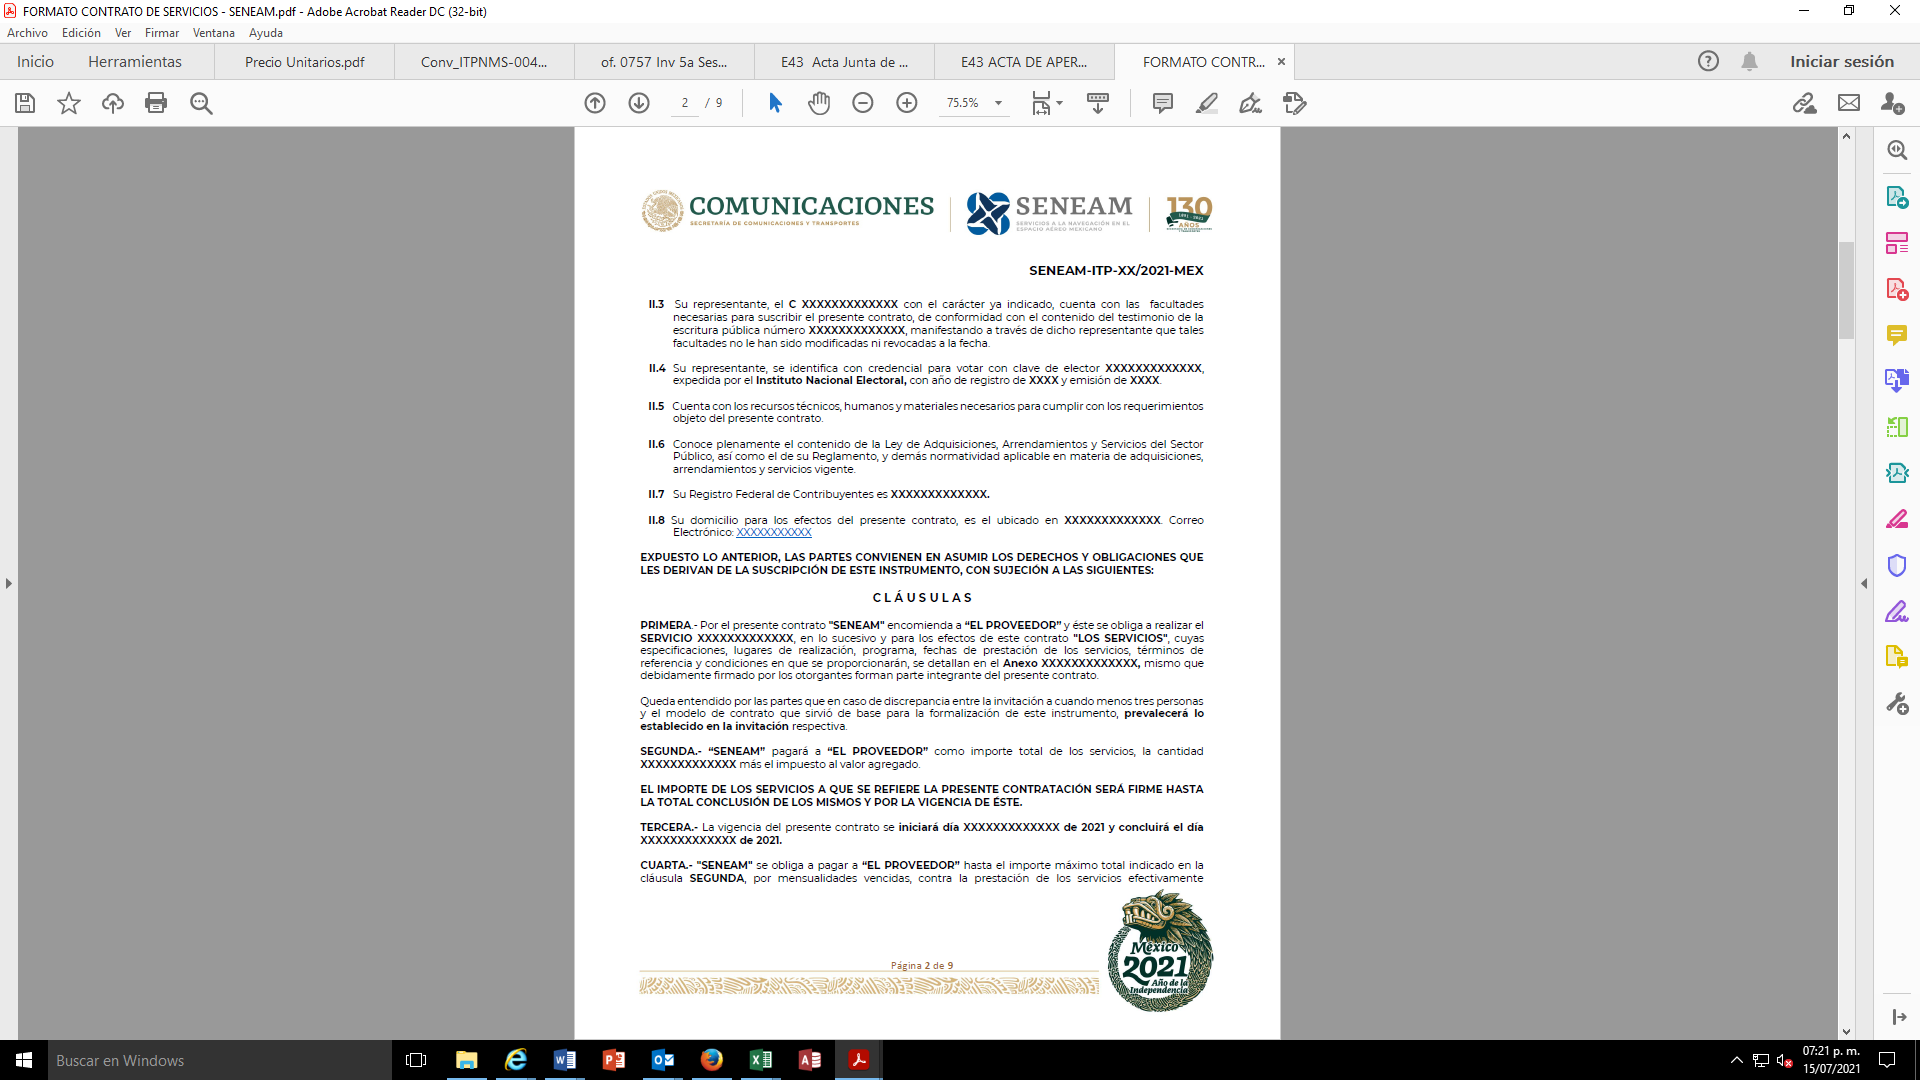 FORMATO CONTRATO DE SERVICIOS - SENEAM.pdf - Adobe Acrobat Reader DC (32-bit)
Archivo Edición Ver Firmar Ventana Ayuda
Inicio Herramientas Precio Unitarios.pdf Conv_ITPNMS-004... of. 0757 Inv 5a Ses... E43 Acta Junta de ... E43 ACTA DE APER... FORMATO CONTR... Iniciar sesión
2 / 9 75.5%
COMUNICACIONES
SECRETARÍA DE COMUNICACIONES Y TRANSPORTES
SENEAM
SERVICIOS A LA NAVEGACIÓN EN EL
ESPACIO AÉREO MEXICANO
130
1891 - 2021
AÑOS
SENEAM-ITP-XX/2021-MEX
II.3 Su representante, el C XXXXXXXXXXXXX con el carácter ya indicado, cuenta con las facultades
necesarias para suscribir el presente contrato, de conformidad con el contenido del testimonio de la
escritura pública número XXXXXXXXXXXXX, manifestando a través de dicho representante que tales
facultades no le han sido modificadas ni revocadas a la fecha.
II.4 Su representante, se identifica con credencial para votar con clave de elector XXXXXXXXXXXXX,
expedida por el Instituto Nacional Electoral, con año de registro de XXXX y emisión de XXXX.
II.5 Cuenta con los recursos técnicos, humanos y materiales necesarios para cumplir con los requerimientos
objeto del presente contrato.
II.6 Conoce plenamente el contenido de la Ley de Adquisiciones, Arrendamientos y Servicios del Sector
Público, así como el de su Reglamento, y demás normatividad aplicable en materia de adquisiciones,
arrendamientos y servicios vigente.
II.7 Su Registro Federal de Contribuyentes es XXXXXXXXXXXXX.
II.8 Su domicilio para los efectos del presente contrato, es el ubicado en XXXXXXXXXXXXX. Correo
Electrónico: XXXXXXXXXXX
EXPUESTO LO ANTERIOR, LAS PARTES CONVIENEN EN ASUMIR LOS DERECHOS Y OBLIGACIONES QUE
LES DERIVAN DE LA SUSCRIPCIÓN DE ESTE INSTRUMENTO, CON SUJECIÓN A LAS SIGUIENTES:
C L Á U S U L A S
PRIMERA.- Por el presente contrato "SENEAM" encomienda a “EL PROVEEDOR” y éste se obliga a realizar el
SERVICIO XXXXXXXXXXXXX, en lo sucesivo y para los efectos de este contrato "LOS SERVICIOS", cuyas
especificaciones, lugares de realización, programa, fechas de prestación de los servicios, términos de
referencia y condiciones en que se proporcionarán, se detallan en el Anexo XXXXXXXXXXXXX, mismo que
debidamente firmado por los otorgantes forman parte integrante del presente contrato.
Queda entendido por las partes que en caso de discrepancia entre la invitación a cuando menos tres personas
y el modelo de contrato que sirvió de base para la formalización de este instrumento, prevalecerá lo
establecido en la invitación respectiva.
SEGUNDA.- “SENEAM” pagará a “EL PROVEEDOR” como importe total de los servicios, la cantidad
XXXXXXXXXXXXX más el impuesto al valor agregado.
EL IMPORTE DE LOS SERVICIOS A QUE SE REFIERE LA PRESENTE CONTRATACIÓN SERÁ FIRME HASTA
LA TOTAL CONCLUSIÓN DE LOS MISMOS Y POR LA VIGENCIA DE ÉSTE.
TERCERA.- La vigencia del presente contrato se iniciará día XXXXXXXXXXXXX de 2021 y concluirá el día
XXXXXXXXXXXXX de 2021.
CUARTA.- "SENEAM" se obliga a pagar a “EL PROVEEDOR” hasta el importe máximo total indicado en la
cláusula SEGUNDA, por mensualidades vencidas, contra la prestación de los servicios efectivamente
Página 2 de 9
México
2021
Año de la
Independencia
Buscar en Windows
07:21 p. m.
15/07/2021